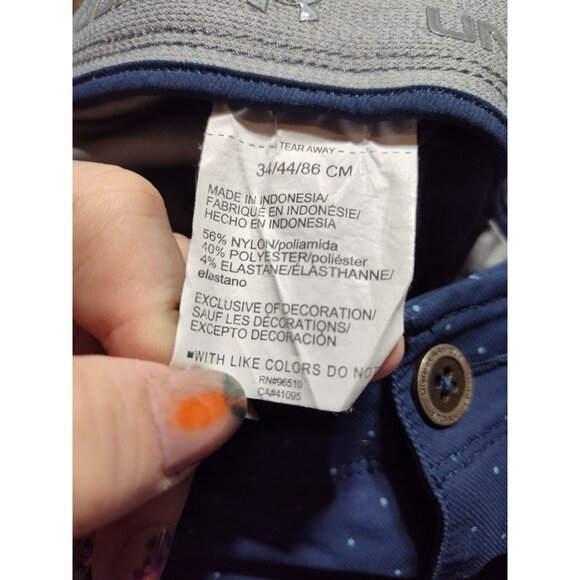 UN
TEAR AWAY
34/44/86 CM
MADE IN INDONESIA/
FABRIQUÉ EN INDONÉSIE/
HECHO EN INDONESIA
56% NYLON/poliamida
40% POLYESTER/poliéster
4% ELASTANE/ÉLASTHANNE/
elastano
EXCLUSIVE OF DECORATION/
SAUF LES DÉCORATIONS/
EXCEPTO DECORACIÓN
■WITH LIKE COLORS DO NOT
RN#96510
CA#41095